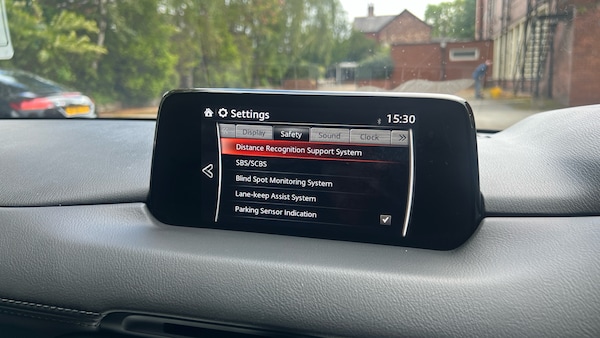 Settings
15:30
Display Safety Sound Clock
Distance Recognition Support System
SBS/SCBS
Blind Spot Monitoring System
Lane-keep Assist System
Parking Sensor Indication